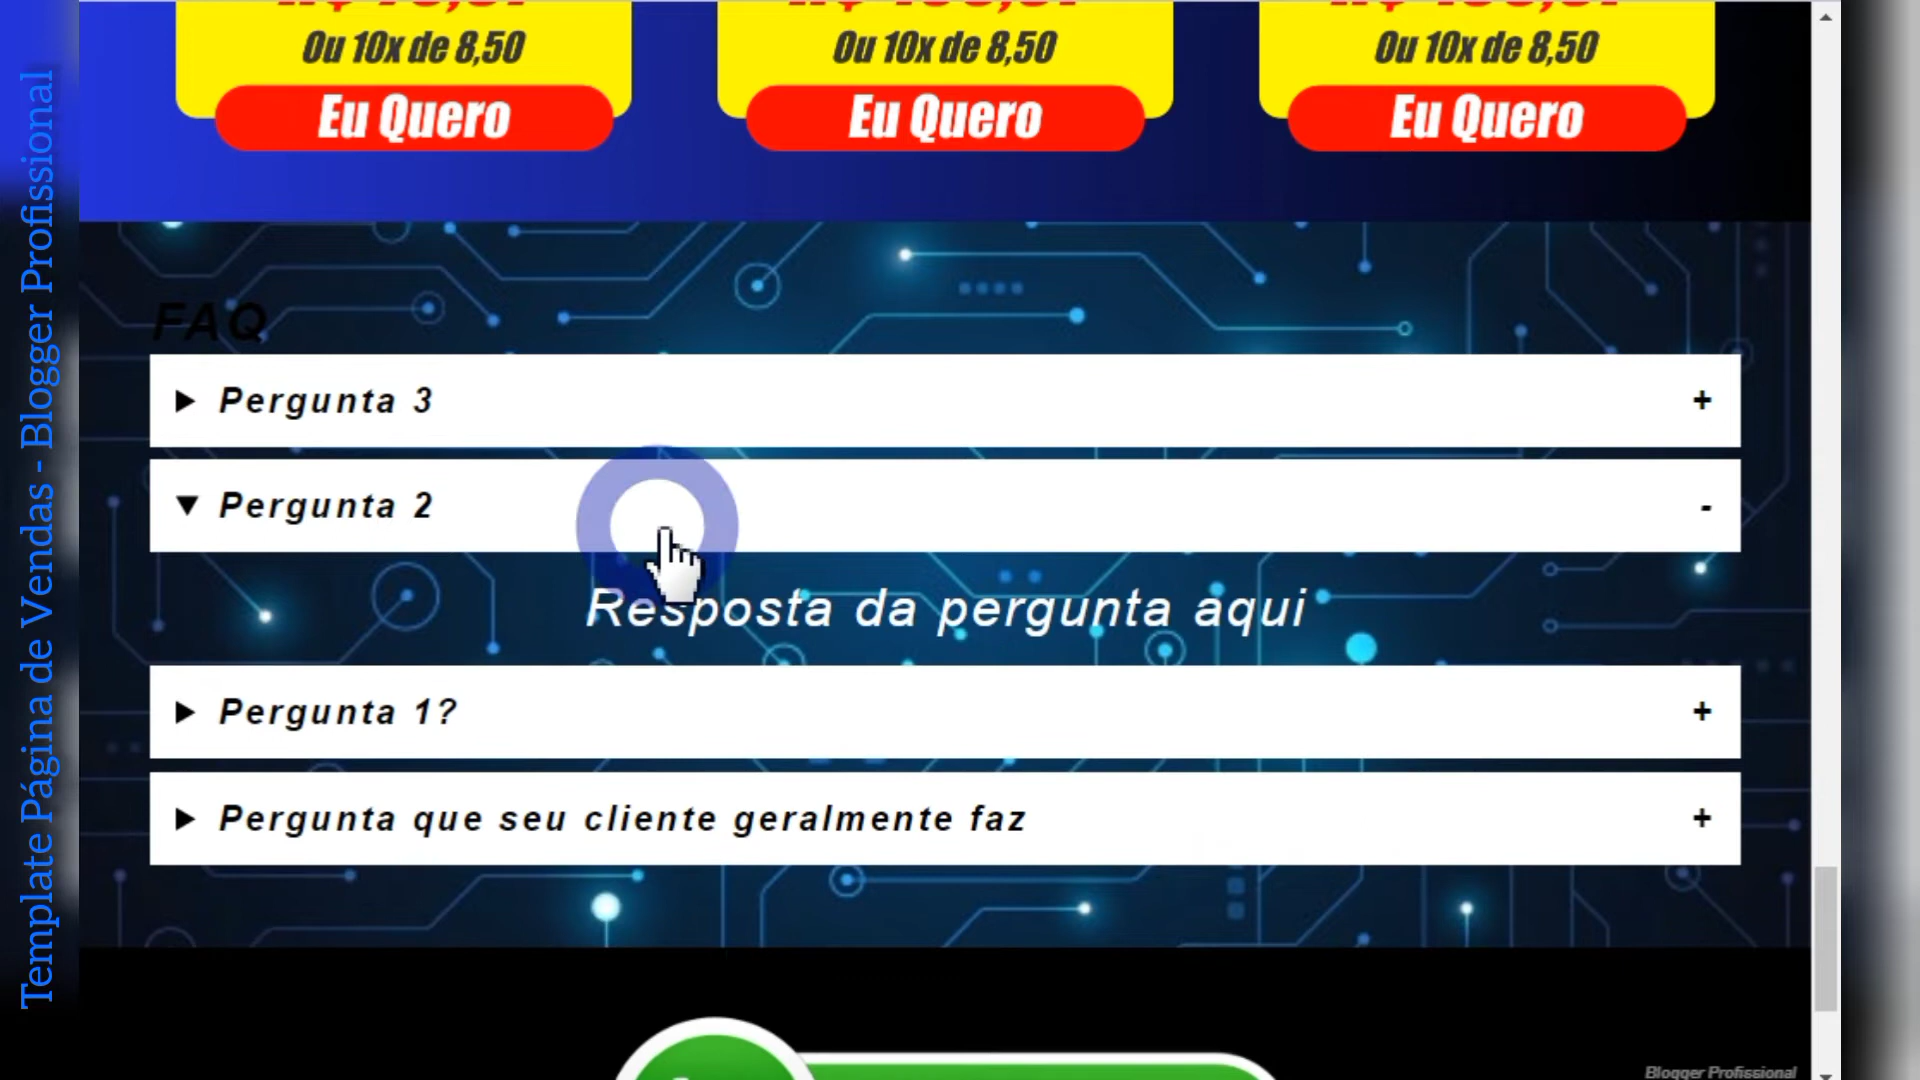 Template Página de Vendas - Blogger Profissional
Ou 10x de 8,50
Ou 10x de 8,50
Ou 10x de 8,50
Eu Quero
Eu Quero
Eu Quero
FAQ
Pergunta 3 +
Pergunta 2 -
Resposta da pergunta aqui
Pergunta 1? +
Pergunta que seu cliente geralmente faz +
Blogger Profissional